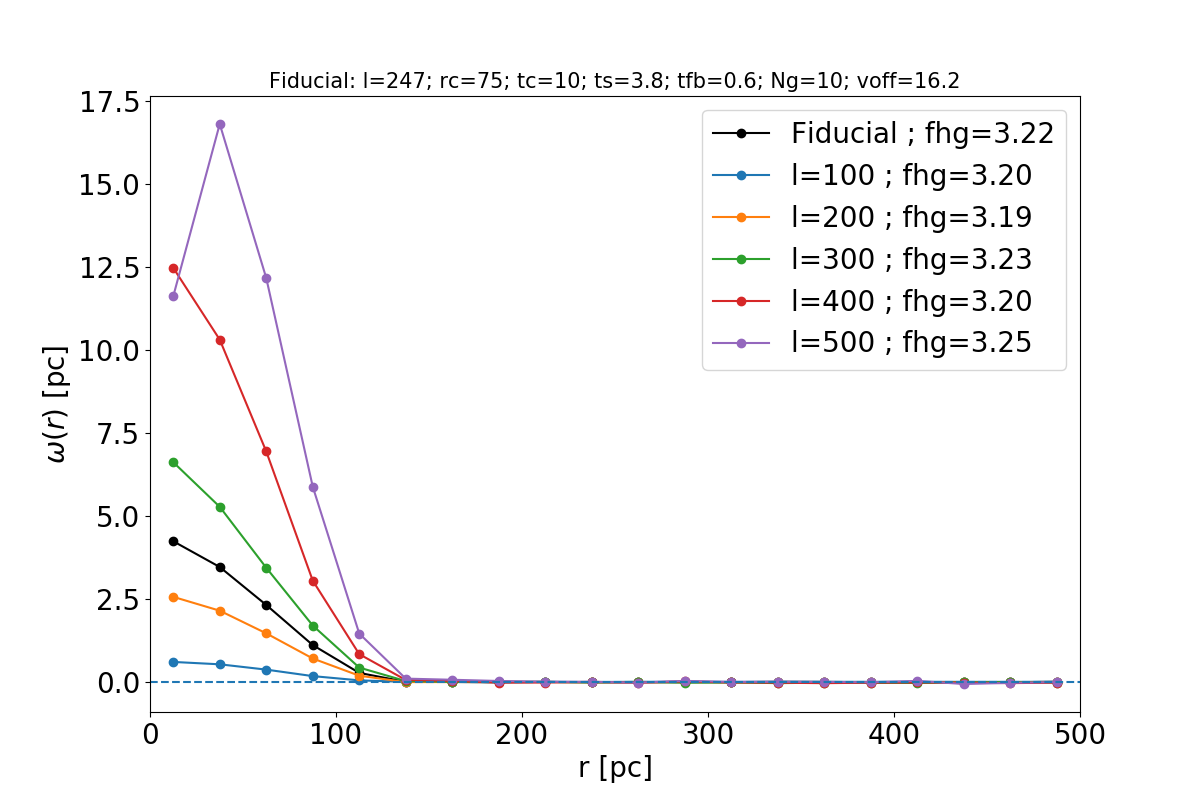 Fiducial: l=247; rc=75; tc=10; ts=3.8; tfb=0.6; Ng=10; voff=16.2
17.5
15.0
12.5
10.0
7.5
5.0
2.5
0.0
ω(r) [pc]
Fiducial ; fhg=3.22
l=100 ; fhg=3.20
l=200 ; fhg=3.19
l=300 ; fhg=3.23
l=400 ; fhg=3.20
l=500 ; fhg=3.25
0 100 200 300 400 500
r [pc]